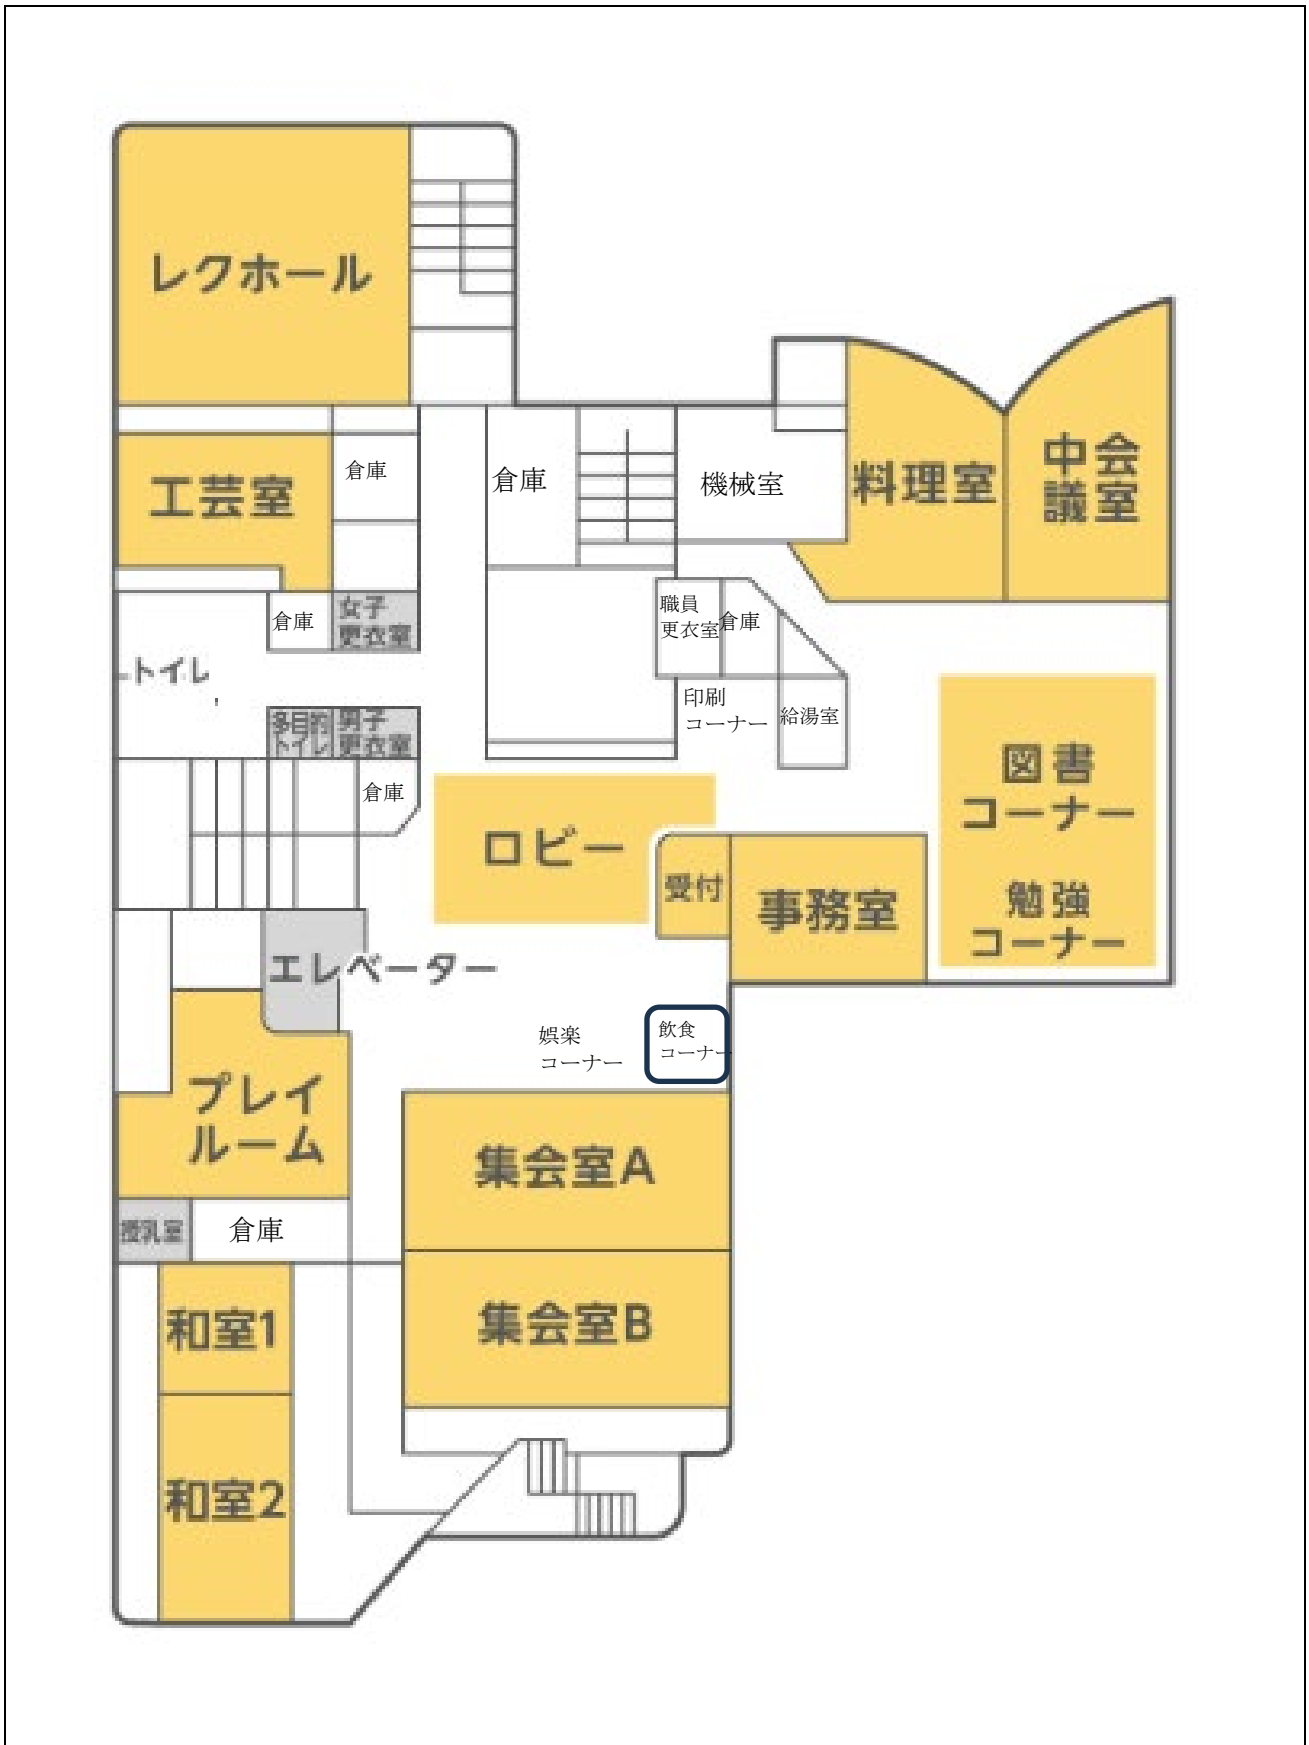 レクホール
中会
議室
料理室
工芸室
倉庫
倉庫
機械室
倉庫
女子
更衣室
職員
更衣室
倉庫
トイレ
印刷
コーナー
給湯室
多目的
トイレ
男子
更衣室
倉庫
図書
コーナー
ロビー
受付
事務室
勉強
コーナー
エレベーター
娯楽
コーナー
飲食
コーナー
プレイ
ルーム
集会室A
授乳室
倉庫
和室1
集会室B
和室2